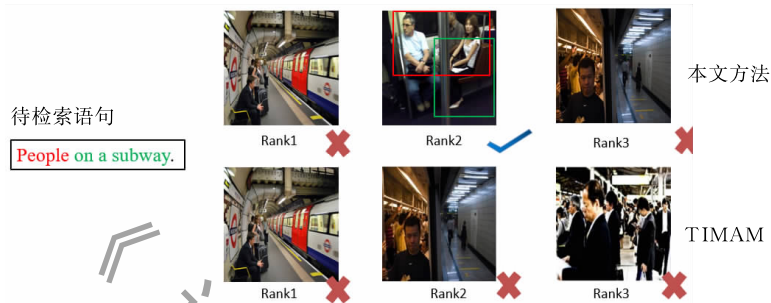 待检索语句
People on a subway.
Rank1
Rank2
Rank3
本文方法
Rank1
Rank2
Rank3
TIMAM